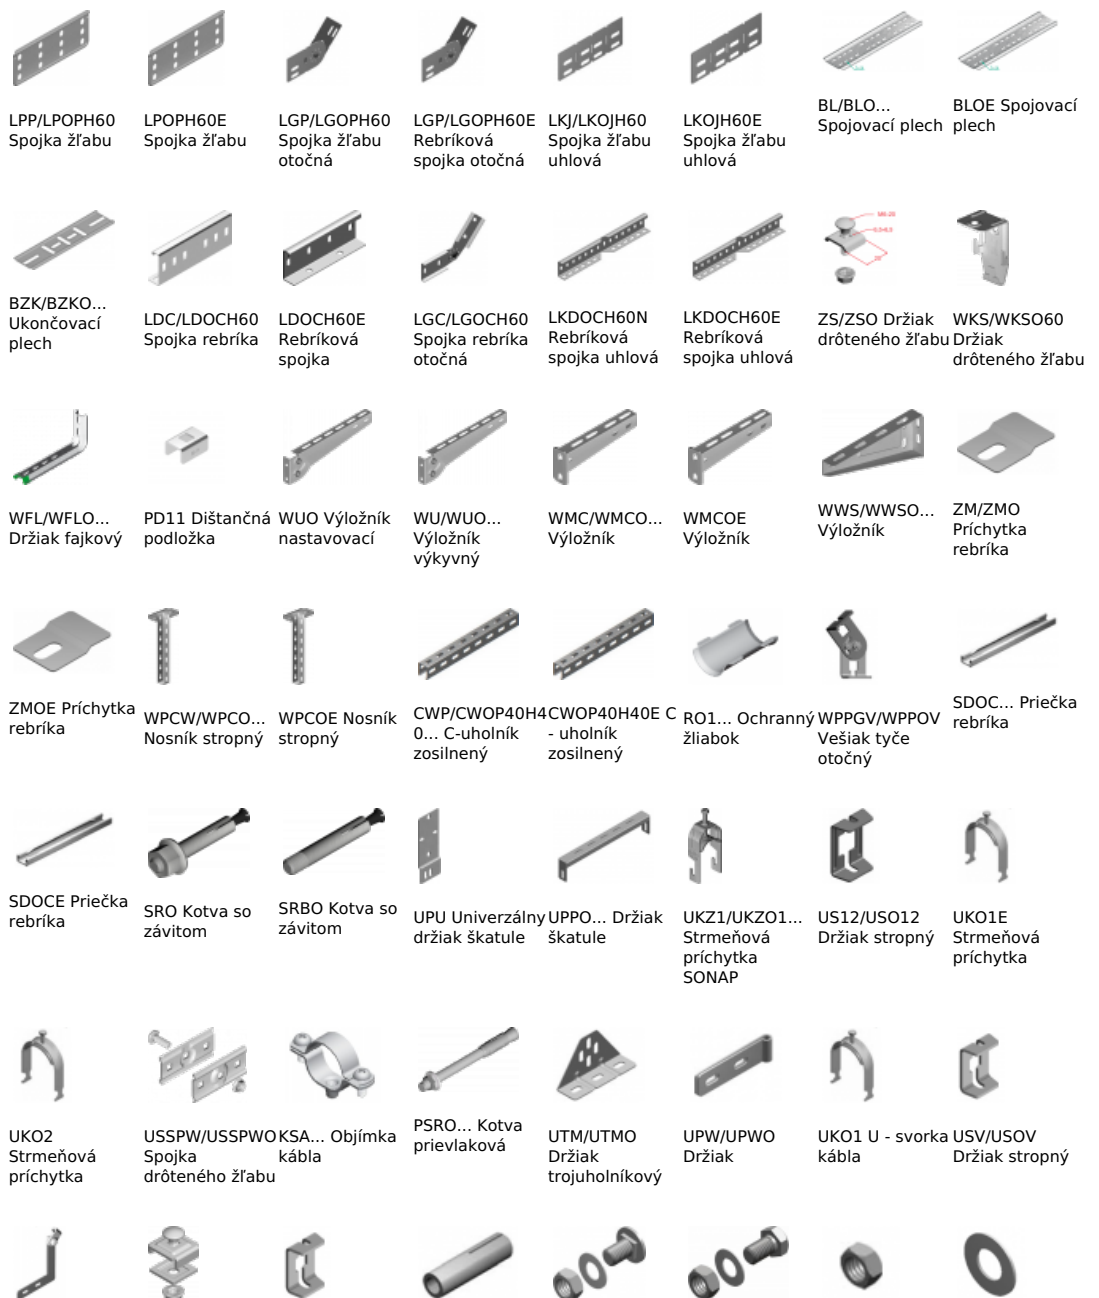 LPP/LPOPH60
Spojka žľabu
LPOPH60E
Spojka žľabu
LGP/LGOPH60
Spojka žľabu
otočná
LGP/LGOPH60E
Rebríková
spojka otočná
LKJ/LKOJH60
Spojka žľabu
uhlová
LKOJH60E
Spojka žľabu
uhlová
BL/BLO...
Spojovací plech
BLOE Spojovací
plech
BZK/BZKO...
Ukončovací
plech
LDC/LDOCH60
Spojka rebríka
LDOCH60E
Rebríková
spojka
LGC/LGOCH60
Spojka rebríka
otočná
LKDOCH60N
Rebríková
spojka uhlová
LKDOCH60E
Rebríková
spojka uhlová
ZS/ZSO Držiak
drôteného žľabu
WKS/WKSO60
Držiak
drôteného žľabu
WFL/WFLO...
Držiak fajkový
PD11 Dištančná
podložka
WUO Výložník
nastavovací
WU/WUO...
Výložník
výkyvný
WMC/WMCO...
Výložník
WMCOE
Výložník
WWS/WWSO...
Výložník
ZM/ZMO
Príchytka
rebríka
ZMOE Príchytka
rebríka
WPCW/WPCO...
Nosník stropný
WPCOE Nosník
stropný
CWP/CWOP40H4
0... C-uholník
zosilnený
CWOP40H40E C
- uholník
zosilnený
RO1... Ochranný
žliabok
WPPGV/WPPOV
Vešiak tyče
otočný
SDOC... Priečka
rebríka
SDOCE Priečka
rebríka
SRO Kotva so
závitom
SRBO Kotva so
závitom
UPU Univerzálny
držiak škatule
UPPO... Držiak
škatule
UKZ1/UKZO1...
Strmeňová
príchytka
SONAP
US12/USO12
Držiak stropný
UKO1E
Strmeňová
príchytka
UKO2
Strmeňová
príchytka
USSPW/USSPWO
Spojka
drôteného žľabu
KSA... Objímka
kábla
PSRO... Kotva
prievlaková
UTM/UTMO
Držiak
trojuholníkový
UPW/UPWO
Držiak
UKO1 U - svorka
kábla
USV/USOV
Držiak stropný